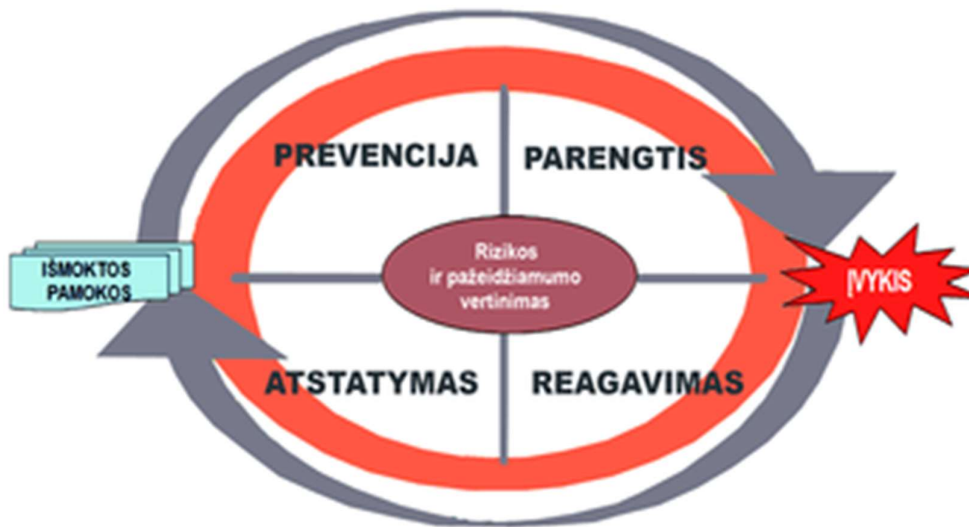 PREVENCIJA
PARENGTIS
IŠMOKTOS
PAMOKOS
Rizikos
ir pažeidžiamumo
vertinimas
ĮVYKIS
ATSTATYMAS
REAGAVIMAS